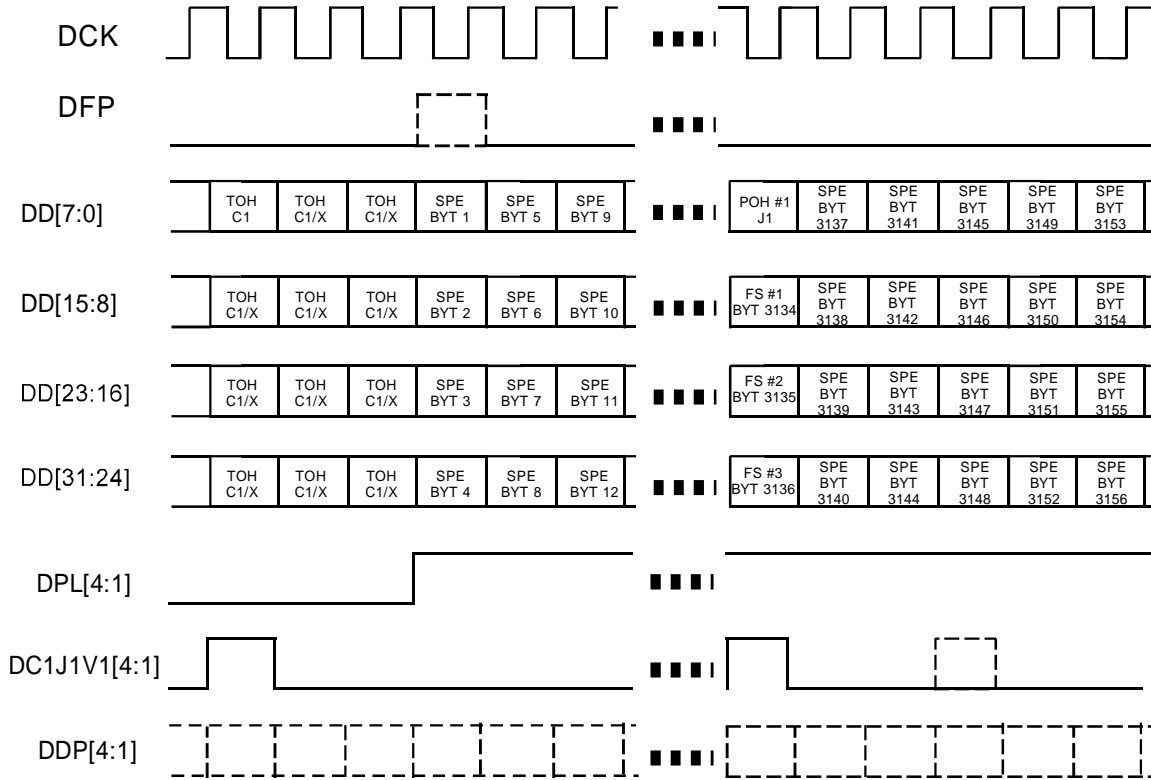 DCK
DFP
DD[7:0]
TOH C1
TOH C1/X
TOH C1/X
SPE BYT 1
SPE BYT 5
SPE BYT 9
POH #1 J1
SPE BYT 3137
SPE BYT 3141
SPE BYT 3145
SPE BYT 3149
SPE BYT 3153
DD[15:8]
TOH C1/X
TOH C1/X
TOH C1/X
SPE BYT 2
SPE BYT 6
SPE BYT 10
FS #1 BYT 3134
SPE BYT 3138
SPE BYT 3142
SPE BYT 3146
SPE BYT 3150
SPE BYT 3154
DD[23:16]
TOH C1/X
TOH C1/X
TOH C1/X
SPE BYT 3
SPE BYT 7
SPE BYT 11
FS #2 BYT 3135
SPE BYT 3139
SPE BYT 3143
SPE BYT 3147
SPE BYT 3151
SPE BYT 3155
DD[31:24]
TOH C1/X
TOH C1/X
TOH C1/X
SPE BYT 4
SPE BYT 8
SPE BYT 12
FS #3 BYT 3136
SPE BYT 3140
SPE BYT 3144
SPE BYT 3148
SPE BYT 3152
SPE BYT 3156
DPL[4:1]
DC1J1V1[4:1]
DDP[4:1]